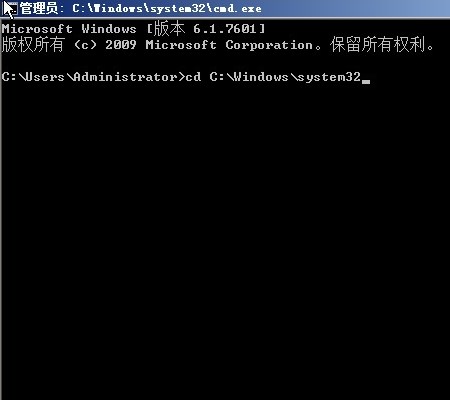 管理员: C:\Windows\system32\cmd.exe
Microsoft Windows [版本 6.1.7601]
版权所有 (c) 2009 Microsoft Corporation。保留所有权利。
C:\Users\Administrator>cd C:\Windows\system32